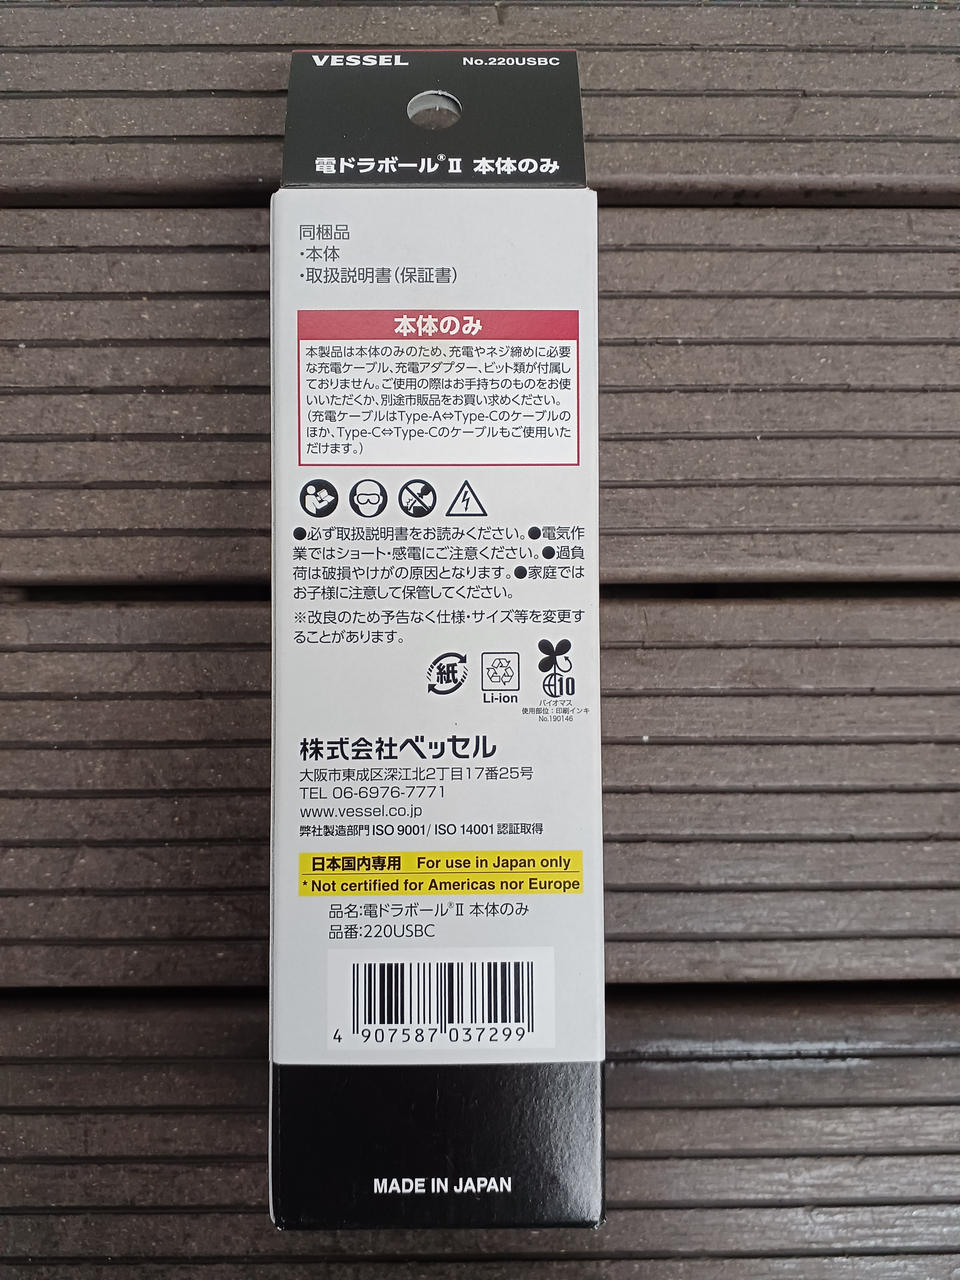 VESSEL No.220USBC
電ドラボール®Ⅱ 本体のみ
同梱品
・本体
・取扱説明書(保証書)
本体のみ
本製品は本体のみのため、充電やネジ締めに必要
な充電ケーブル、充電アダプター、ビット類が付属し
ておりません。ご使用の際はお手持ちのものをお使
いいただくか、別途市販品をお買い求めください。
(充電ケーブルはType-A⇔Type-Cのケーブルの
ほか、Type-C⇔Type-Cのケーブルもご使用いた
だけます。)
●必ず取扱説明書をお読みください。●電気作
業ではショート・感電にご注意ください。●過負
荷は破損やけがの原因となります。●家庭では
お子様に注意して保管してください。
※改良のため予告なく仕様・サイズ等を変更す
ることがあります。
紙
Li-ion
10
バイオマス
使用部位:印刷インキ
No.190146
株式会社ベッセル
大阪市東成区深江北2丁目17番25号
TEL 06-6976-7771
www.vessel.co.jp
弊社製造部門 ISO 9001/ ISO 14001 認証取得
日本国内専用 For use in Japan only
* Not certified for Americas nor Europe
品名:電ドラボール®Ⅱ 本体のみ
品番:220USBC
4 907587 037299
MADE IN JAPAN